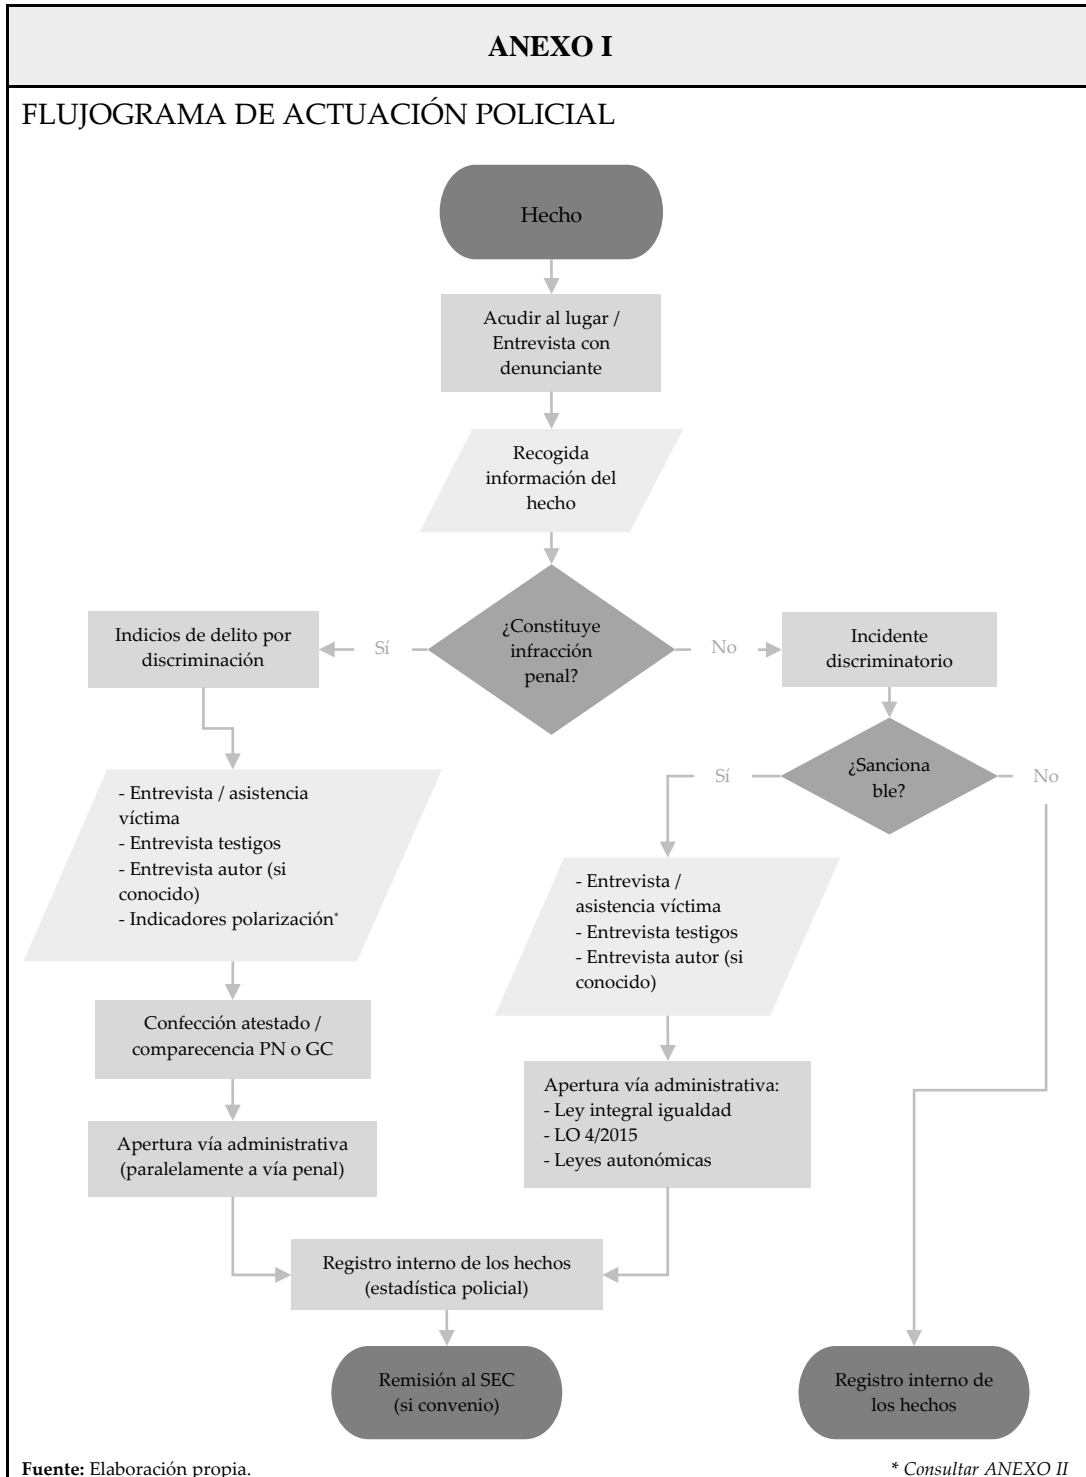 ANEXO I
FLUJOGRAMA DE ACTUACIÓN POLICIAL
Hecho
Acudir al lugar /
Entrevista con
denunciante
Recogida
información del
hecho
¿Constituye
infracción
penal?
Sí
Indicios de delito por
discriminación
No
Incidente
discriminatorio
¿Sanciona
ble?
Sí
No
- Entrevista / asistencia
víctima
- Entrevista testigos
- Entrevista autor (si
conocido)
- Indicadores polarización*
- Entrevista /
asistencia víctima
- Entrevista testigos
- Entrevista autor (si
conocido)
Confección atestado /
comparecencia PN o GC
Apertura vía administrativa
(paralelamente a vía penal)
Apertura vía administrativa:
- Ley integral igualdad
- LO 4/2015
- Leyes autonómicas
Registro interno de los hechos
(estadística policial)
Remisión al SEC
(si convenio)
Registro interno de
los hechos
Fuente: Elaboración propia.
* Consultar ANEXO II